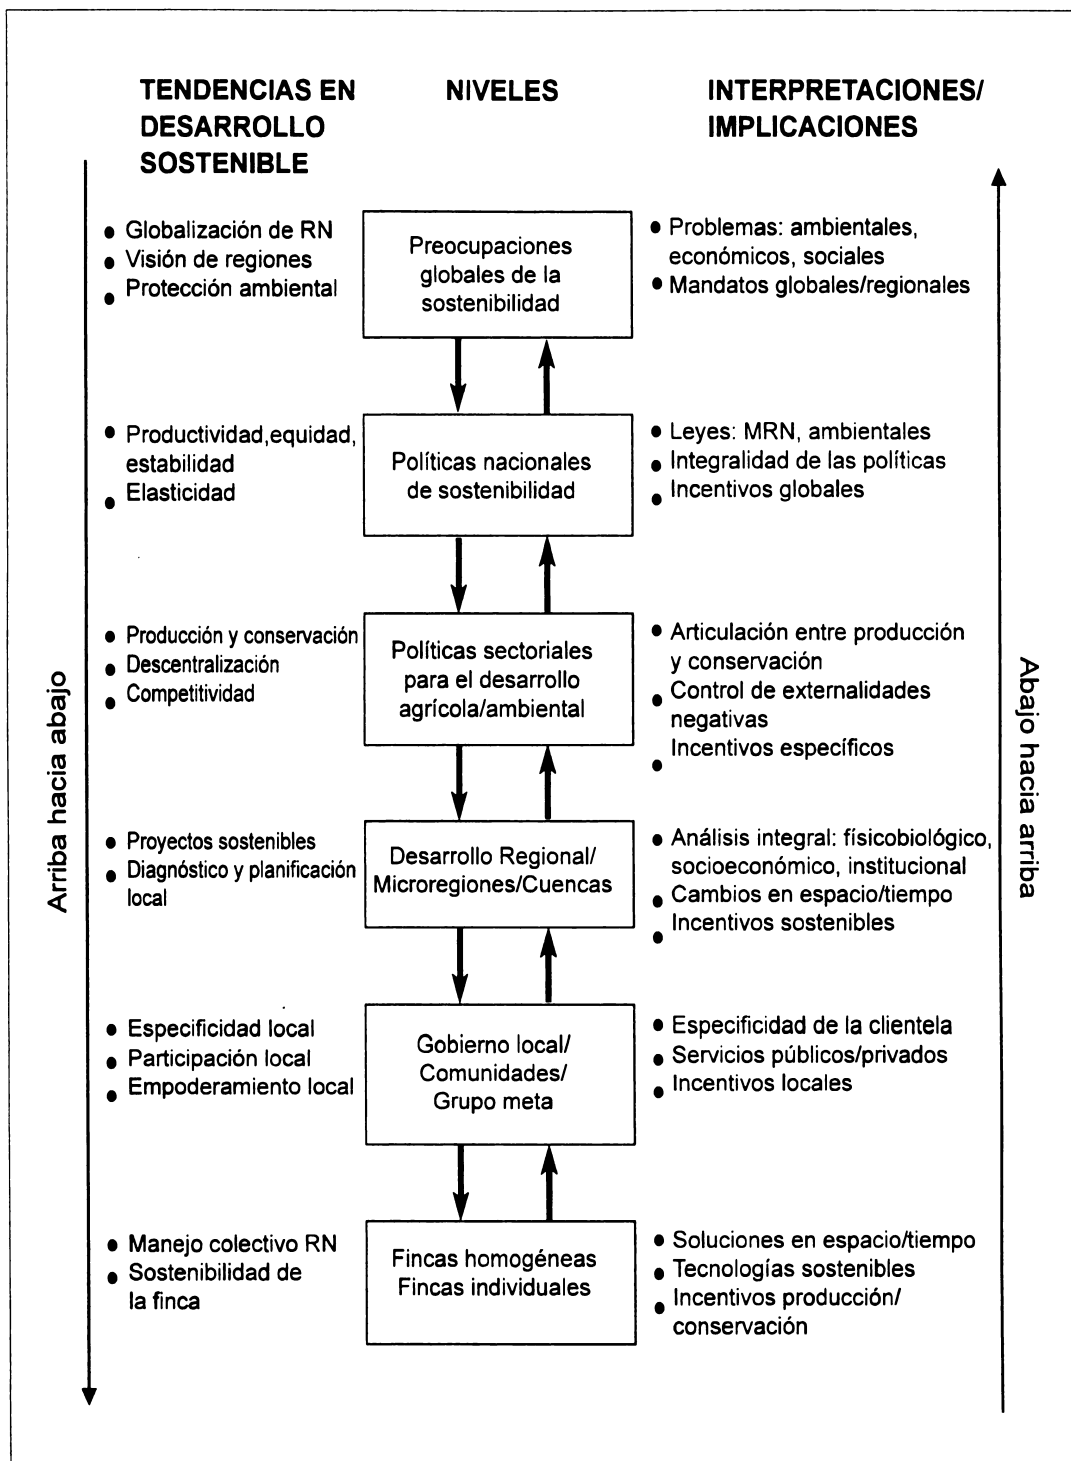 TENDENCIAS EN
DESARROLLO
SOSTENIBLE
NIVELES
INTERPRETACIONES/
IMPLICACIONES
Arriba hacia abajo
Abajo hacia arriba
• Globalización de RN
• Visión de regiones
• Protección ambiental
Preocupaciones
globales de la
sostenibilidad
• Problemas: ambientales,
económicos, sociales
• Mandatos globales/regionales
• Productividad,equidad,
estabilidad
• Elasticidad
Políticas nacionales
de sostenibilidad
• Leyes: MRN, ambientales
• Integralidad de las políticas
• Incentivos globales
• Producción y conservación
• Descentralización
• Competitividad
Políticas sectoriales
para el desarrollo
agrícola/ambiental
• Articulación entre producción
y conservación
• Control de externalidades
negativas
• Incentivos específicos
• Proyectos sostenibles
• Diagnóstico y planificación
local
Desarrollo Regional/
Microregiones/Cuencas
• Análisis integral: físicobiológico,
socioeconómico, institucional
• Cambios en espacio/tiempo
• Incentivos sostenibles
• Especificidad local
• Participación local
• Empoderamiento local
Gobierno local/
Comunidades/
Grupo meta
• Especificidad de la clientela
• Servicios públicos/privados
• Incentivos locales
• Manejo colectivo RN
• Sostenibilidad de
la finca
Fincas homogéneas
Fincas individuales
• Soluciones en espacio/tiempo
• Tecnologías sostenibles
• Incentivos producción/
conservación